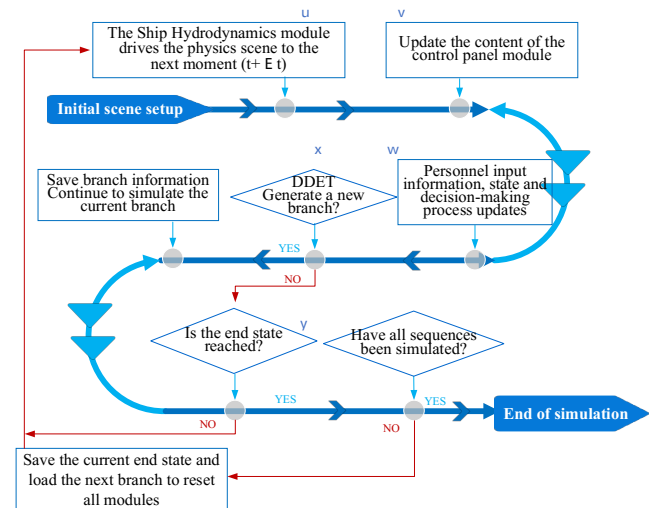 u
v
The Ship Hydrodynamics module
drives the physics scene to the
next moment (t+ E t)
Update the content of the
control panel module
Initial scene setup
x
w
Save branch information
Continue to simulate the
current branch
DDET
Generate a new
branch?
Personnel input
information, state and
decision-making
process updates
YES
NO
y
Is the end state
reached?
Have all sequences
been simulated?
YES
YES
End of simulation
NO
NO
Save the current end state and
load the next branch to reset
all modules